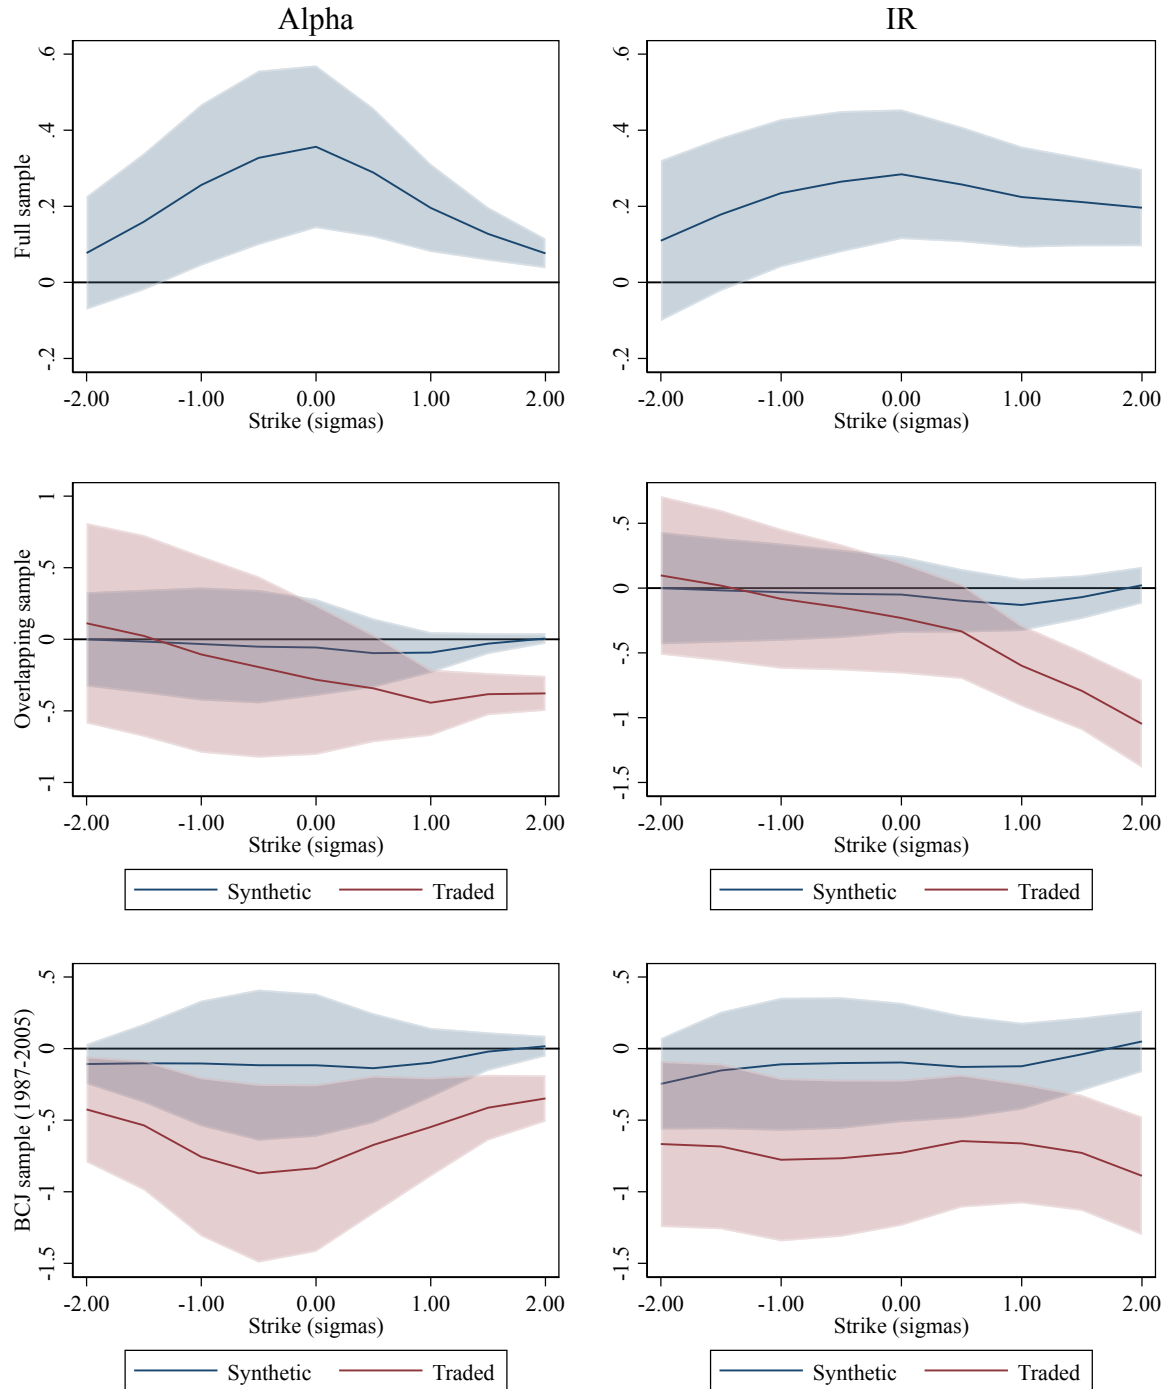 Alpha
IR
Full sample
.6
.4
.2
0
-.2
-2.00 -1.00 0.00 1.00 2.00
Strike (sigmas)
.6
.4
.2
0
-.2
-2.00 -1.00 0.00 1.00 2.00
Strike (sigmas)
Overlapping sample
1
.5
0
-.5
-1
-2.00 -1.00 0.00 1.00 2.00
Strike (sigmas)
Synthetic Traded
.5
0
-.5
-1
-1.5
-2.00 -1.00 0.00 1.00 2.00
Strike (sigmas)
Synthetic Traded
BCJ sample (1987-2005)
.5
0
-.5
-1
-1.5
-2.00 -1.00 0.00 1.00 2.00
Strike (sigmas)
Synthetic Traded
.5
0
-.5
-1
-1.5
-2.00 -1.00 0.00 1.00 2.00
Strike (sigmas)
Synthetic Traded